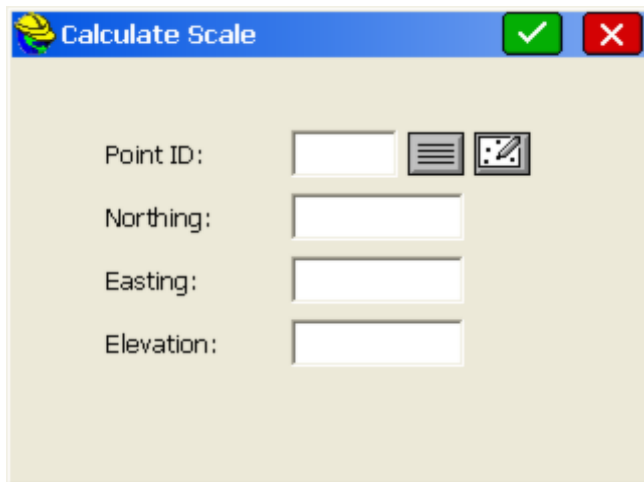 Calculate Scale
Point ID:
Northing:
Easting:
Elevation: